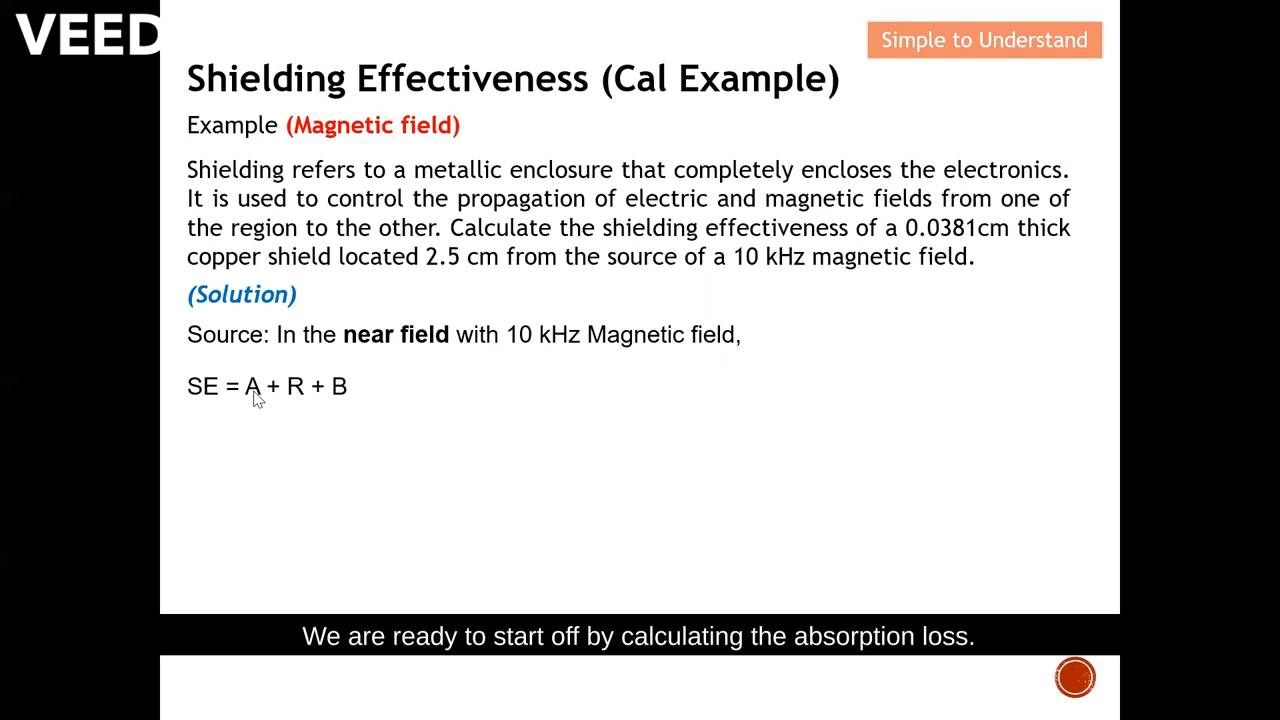 VEED
Simple to Understand
Shielding Effectiveness (Cal Example)
Example (Magnetic field)
Shielding refers to a metallic enclosure that completely encloses the electronics.
It is used to control the propagation of electric and magnetic fields from one of
the region to the other. Calculate the shielding effectiveness of a 0.0381cm thick
copper shield located 2.5 cm from the source of a 10 kHz magnetic field.
(Solution)
Source: In the near field with 10 kHz Magnetic field,
SE = A + R + B
We are ready to start off by calculating the absorption loss.